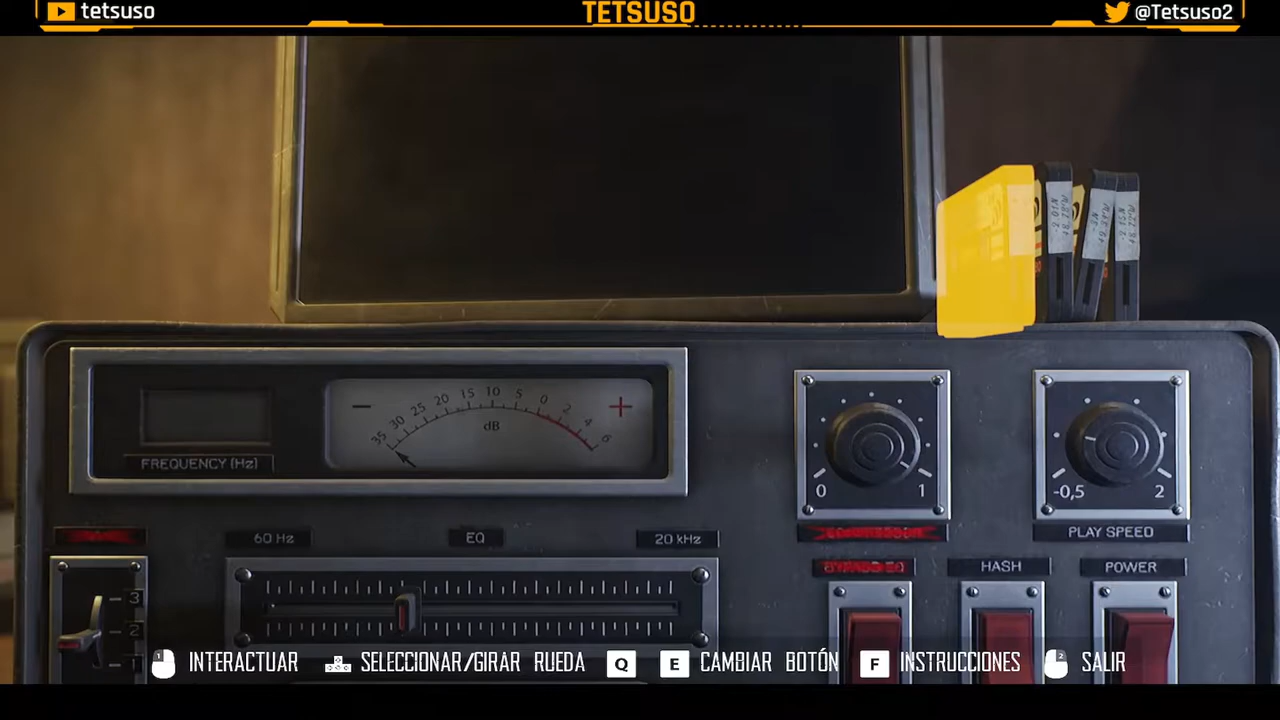 tetsuso
TETSUSO
@Tetsuso2
FREQUENCY (Hz)
35 30 25 20 15 10 5 0 2 4 6
dB
0 1
-0,5 2
PLAY SPEED
60 Hz
EQ
20 kHz
HASH
POWER
3
2
1 INTERACTUAR
SELECCIONAR/GIRAR RUEDA
Q E CAMBIAR BOTÓN
F INSTRUCCIONES
2 SALIR